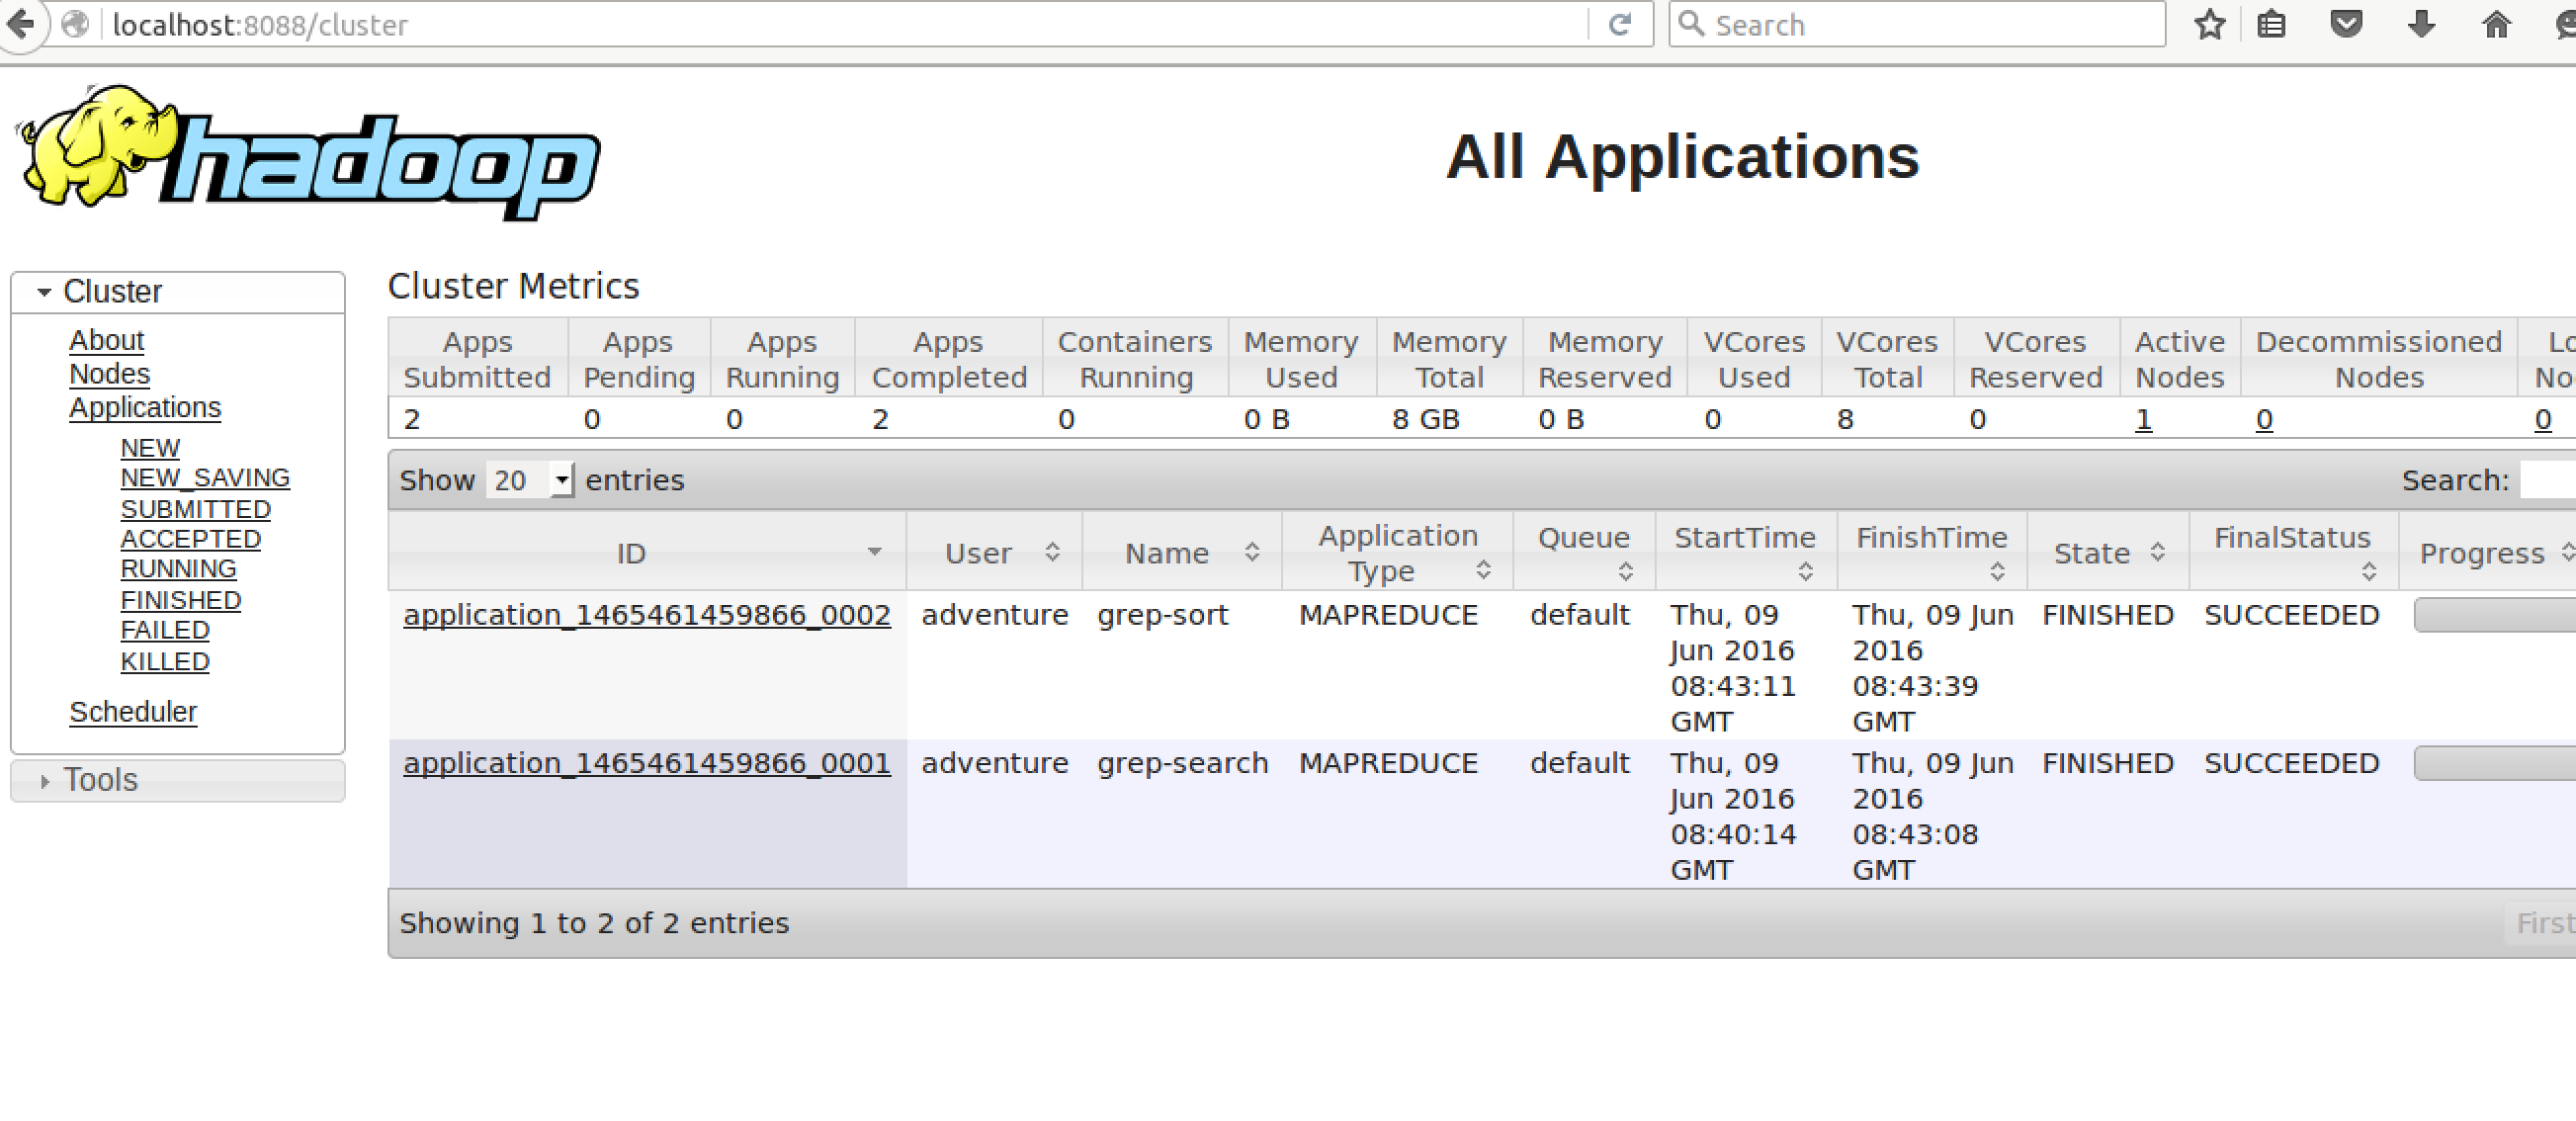 localhost:8088/cluster
Search
hadoop
All Applications
Cluster
About
Nodes
Applications
NEW
NEW_SAVING
SUBMITTED
ACCEPTED
RUNNING
FINISHED
FAILED
KILLED
Scheduler
Tools
Cluster Metrics
Apps Submitted Apps Pending Apps Running Apps Completed Containers Running Memory Used Memory Total Memory Reserved VCores Used VCores Total VCores Reserved Active Nodes Decommissioned Nodes
2 0 0 2 0 0 B 8 GB 0 B 0 8 0 1 0 0
Show 20 entries Search:
ID User Name Application Type Queue StartTime FinishTime State FinalStatus Progress
application_1465461459866_0002 adventure grep-sort MAPREDUCE default Thu, 09 Jun 2016 08:43:11 GMT Thu, 09 Jun 2016 08:43:39 GMT FINISHED SUCCEEDED
application_1465461459866_0001 adventure grep-search MAPREDUCE default Thu, 09 Jun 2016 08:40:14 GMT Thu, 09 Jun 2016 08:43:08 GMT FINISHED SUCCEEDED
Showing 1 to 2 of 2 entries First